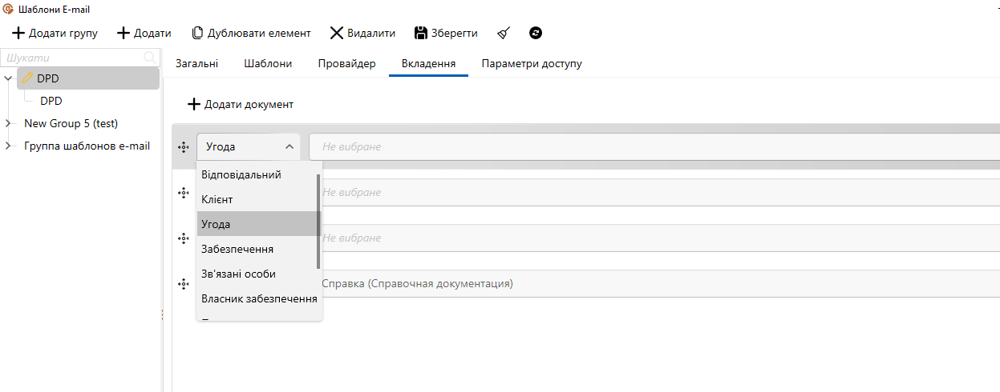 Шаблони E-mail
Додати групу Додати Дублювати елемент Видалити Зберегти
Шукати
Загальні Шаблони Провайдер Вкладення Параметри доступу
DPD
DPD
New Group 5 (test)
Группа шаблонов e-mail
Додати документ
Угода Не вибране
Відповідальний
Клієнт Не вибране
Угода
Забезпечення Не вибране
Зв'язані особи
Справка (Справочная документация)
Власник забезпечення